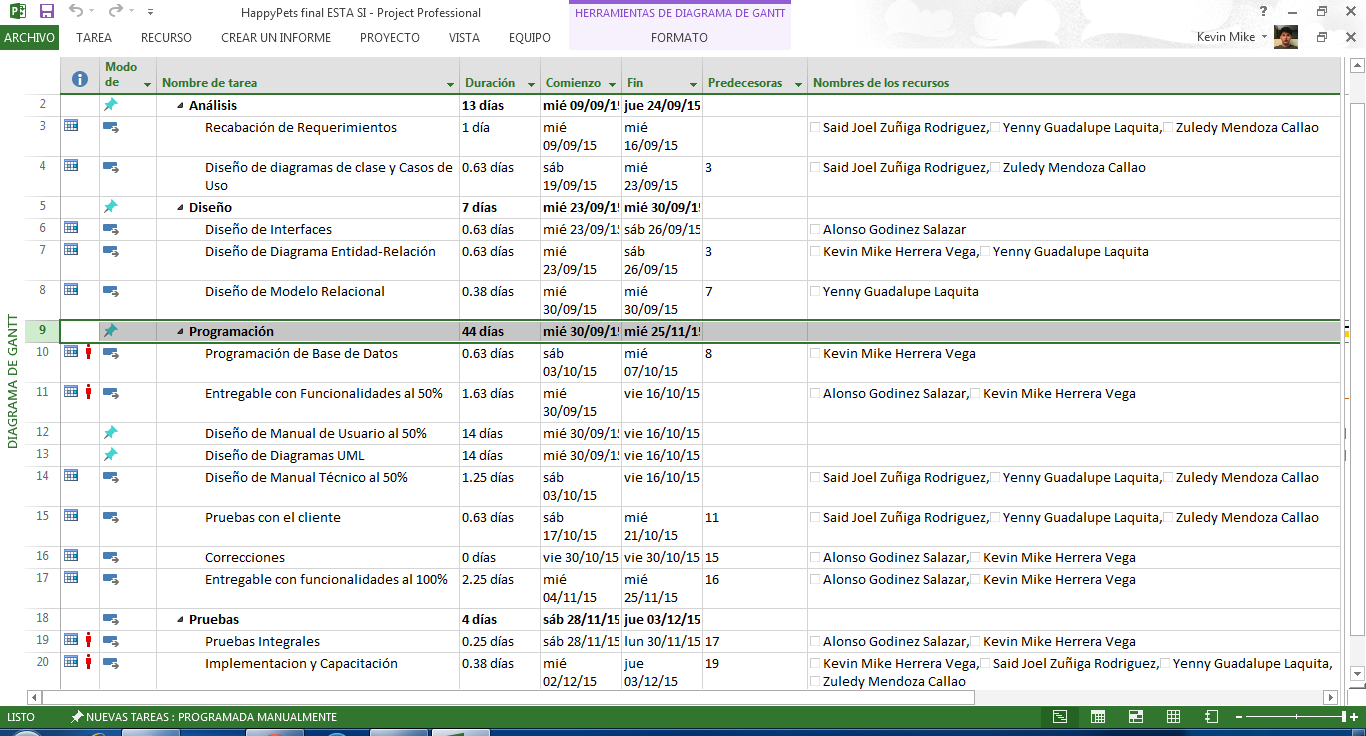 HappyPets final ESTA SI - Project Professional
HERRAMIENTAS DE DIAGRAMA DE GANTT
?
ARCHIVO TAREA RECURSO CREAR UN INFORME PROYECTO VISTA EQUIPO FORMATO Kevin Mike
Modo de Nombre de tarea Duración Comienzo Fin Predecesoras Nombres de los recursos
2 Análisis 13 días mié 09/09/15 jue 24/09/15
3 Recabación de Requerimientos 1 día mié 09/09/15 mié 16/09/15 Said Joel Zuñiga Rodriguez, Yenny Guadalupe Laquita, Zuledy Mendoza Callao
4 Diseño de diagramas de clase y Casos de Uso 0.63 días sáb 19/09/15 mié 23/09/15 3 Said Joel Zuñiga Rodriguez, Zuledy Mendoza Callao
5 Diseño 7 días mié 23/09/15 mié 30/09/15
6 Diseño de Interfaces 0.63 días mié 23/09/15 sáb 26/09/15 Alonso Godinez Salazar
7 Diseño de Diagrama Entidad-Relación 0.63 días mié 23/09/15 sáb 26/09/15 3 Kevin Mike Herrera Vega, Yenny Guadalupe Laquita
8 Diseño de Modelo Relacional 0.38 días mié 30/09/15 mié 30/09/15 7 Yenny Guadalupe Laquita
9 Programación 44 días mié 30/09/15 mié 25/11/15
10 Programación de Base de Datos 0.63 días sáb 03/10/15 mié 07/10/15 8 Kevin Mike Herrera Vega
11 Entregable con Funcionalidades al 50% 1.63 días mié 30/09/15 vie 16/10/15 Alonso Godinez Salazar, Kevin Mike Herrera Vega
12 Diseño de Manual de Usuario al 50% 14 días mié 30/09/15 vie 16/10/15
13 Diseño de Diagramas UML 14 días mié 30/09/15 vie 16/10/15
14 Diseño de Manual Técnico al 50% 1.25 días sáb 03/10/15 vie 16/10/15 Said Joel Zuñiga Rodriguez, Yenny Guadalupe Laquita, Zuledy Mendoza Callao
15 Pruebas con el cliente 0.63 días sáb 17/10/15 mié 21/10/15 11 Said Joel Zuñiga Rodriguez, Yenny Guadalupe Laquita, Zuledy Mendoza Callao
16 Correcciones 0 días vie 30/10/15 vie 30/10/15 15 Alonso Godinez Salazar, Kevin Mike Herrera Vega
17 Entregable con funcionalidades al 100% 2.25 días mié 04/11/15 mié 25/11/15 16 Alonso Godinez Salazar, Kevin Mike Herrera Vega
18 Pruebas 4 días sáb 28/11/15 jue 03/12/15
19 Pruebas Integrales 0.25 días sáb 28/11/15 lun 30/11/15 17 Alonso Godinez Salazar, Kevin Mike Herrera Vega
20 Implementacion y Capacitación 0.38 días mié 02/12/15 jue 03/12/15 19 Kevin Mike Herrera Vega, Said Joel Zuñiga Rodriguez, Yenny Guadalupe Laquita, Zuledy Mendoza Callao
DIAGRAMA DE GANTT
LISTO NUEVAS TAREAS : PROGRAMADA MANUALMENTE